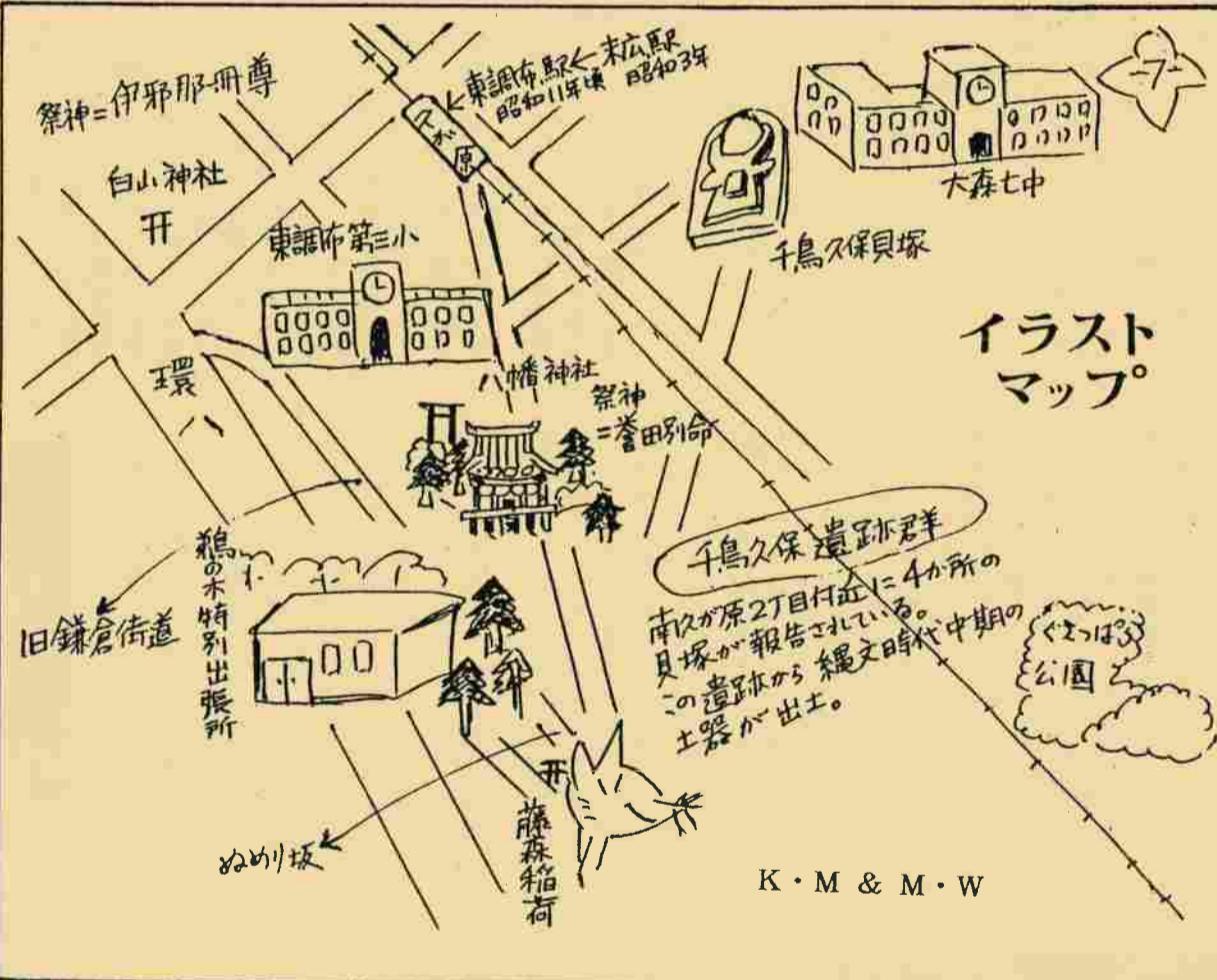 祭神=伊邪那冊尊
白山神社
東調布駅←末広駅
昭和11年頃 昭和3年
久が原
7
大森七中
千鳥久保貝塚
東調布第三小
イラスト
マップ
環八
八幡神社
祭神
=誉田別命
千鳥久保遺跡群
南久が原2丁目付近に4か所の
貝塚が報告されている。
この遺跡から縄文時代中期の
土器が出土。
鵜の木特別出張所
旧鎌倉街道
公園
ぬめり坂
藤森稲荷
K・M & M・W